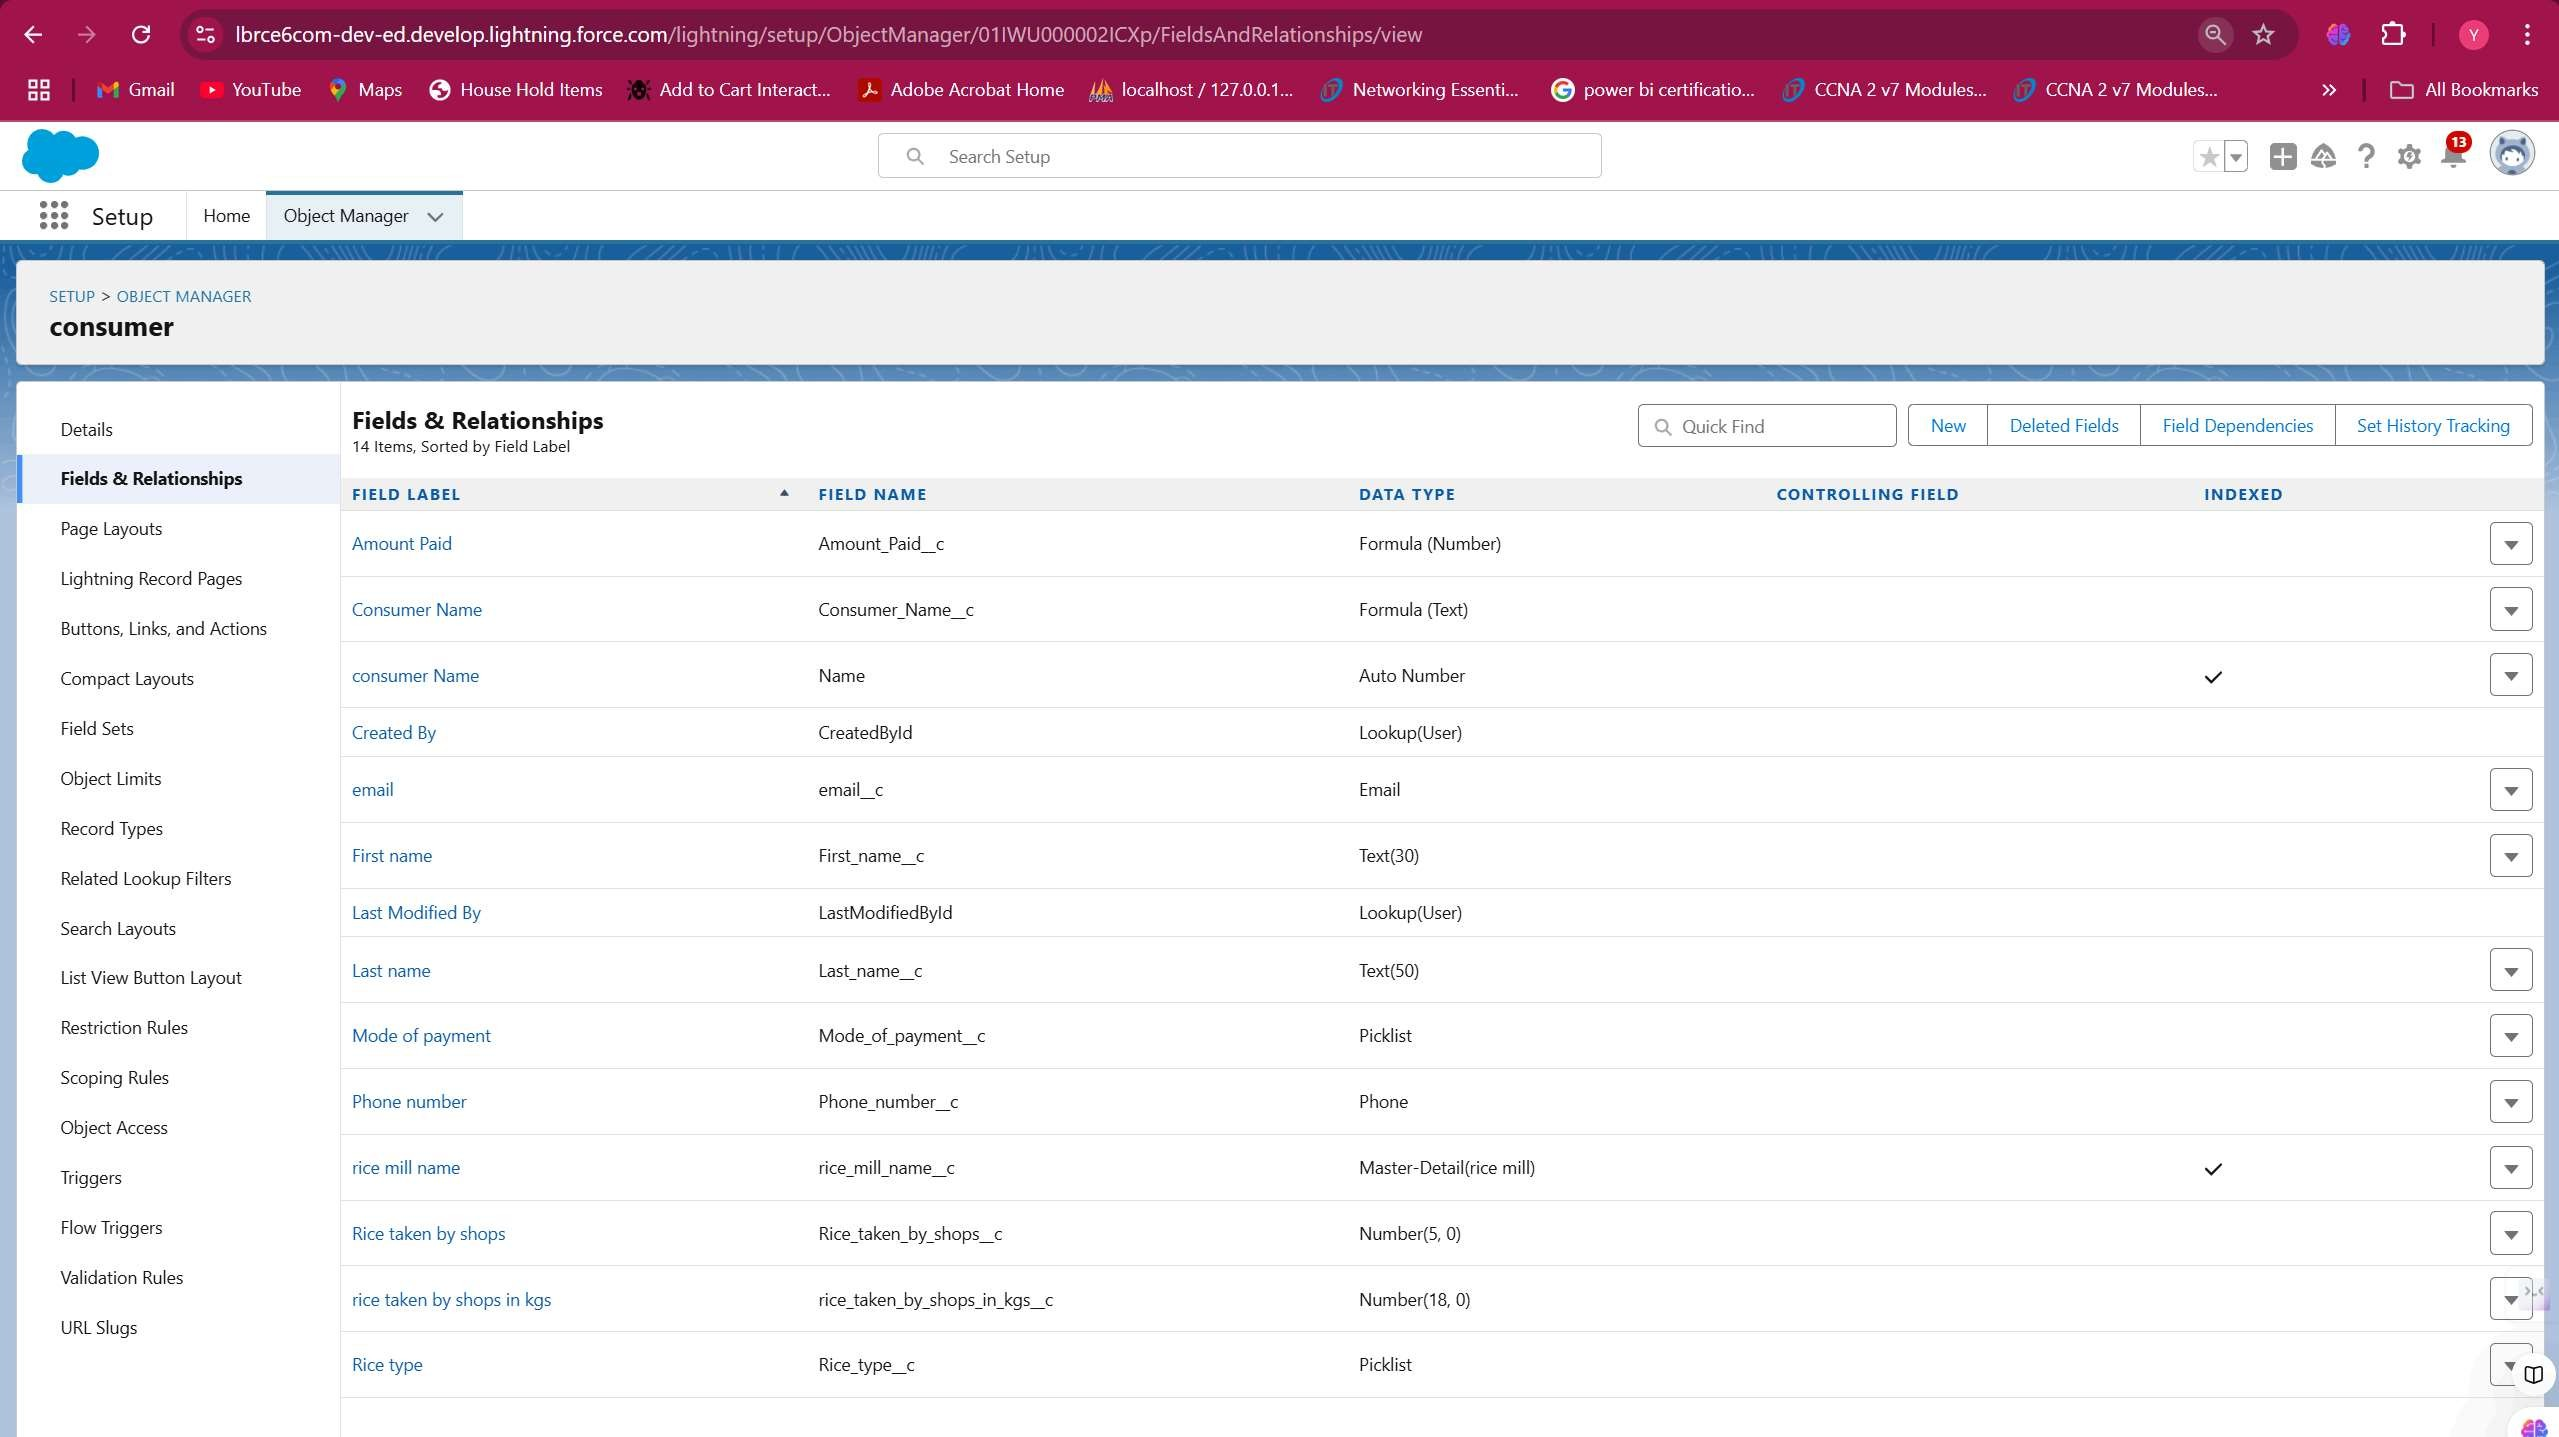 lbrce6com-dev-ed.develop.lightning.force.com/lightning/setup/ObjectManager/01IWU000002ICXp/FieldsAndRelationships/view
Y
Gmail YouTube Maps House Hold Items Add to Cart Interact... Adobe Acrobat Home localhost / 127.0.0.1... Networking Essenti... power bi certificatio... CCNA 2 v7 Modules... CCNA 2 v7 Modules... » All Bookmarks
Search Setup
13
Setup Home Object Manager
SETUP > OBJECT MANAGER
consumer
Details
Fields & Relationships
Page Layouts
Lightning Record Pages
Buttons, Links, and Actions
Compact Layouts
Field Sets
Object Limits
Record Types
Related Lookup Filters
Search Layouts
List View Button Layout
Restriction Rules
Scoping Rules
Object Access
Triggers
Flow Triggers
Validation Rules
URL Slugs
Fields & Relationships
14 Items, Sorted by Field Label
Quick Find New Deleted Fields Field Dependencies Set History Tracking
FIELD LABEL FIELD NAME DATA TYPE CONTROLLING FIELD INDEXED
Amount Paid Amount_Paid__c Formula (Number)
Consumer Name Consumer_Name__c Formula (Text)
consumer Name Name Auto Number
Created By CreatedById Lookup(User)
email email__c Email
First name First_name__c Text(30)
Last Modified By LastModifiedById Lookup(User)
Last name Last_name__c Text(50)
Mode of payment Mode_of_payment__c Picklist
Phone number Phone_number__c Phone
rice mill name rice_mill_name__c Master-Detail(rice mill)
Rice taken by shops Rice_taken_by_shops__c Number(5, 0)
rice taken by shops in kgs rice_taken_by_shops_in_kgs__c Number(18, 0)
Rice type Rice_type__c Picklist